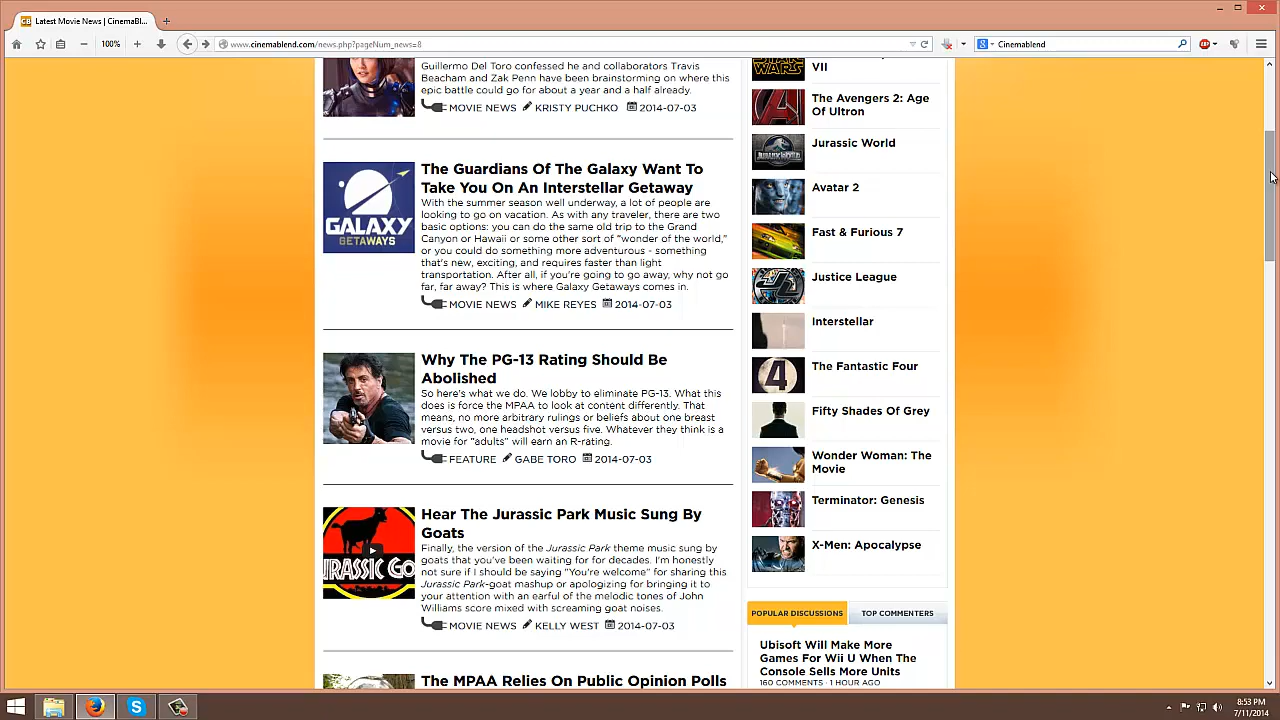 Latest Movie News | CinemaBl...
100%
www.cinemablend.com/news.php?pageNum_news=8
Cinemablend
Guillermo Del Toro confessed he and collaborators Travis
Beacham and Zak Penn have been brainstorming on where this
epic battle could go for about a year and a half already.
MOVIE NEWS KRISTY PUCHKO 2014-07-03
GALAXY
GETAWAYS
The Guardians Of The Galaxy Want To
Take You On An Interstellar Getaway
With the summer season well underway, a lot of people are
looking to go on vacation. As with any traveler, there are two
basic options: you can do the same old trip to the Grand
Canyon or Hawaii or some other sort of "wonder of the world,"
or you could do something more adventurous - something
that's new, exciting, and requires faster than light
transportation. After all, if you're going to go away, why not go
far, far away? This is where Galaxy Getaways comes in.
MOVIE NEWS MIKE REYES 2014-07-03
Why The PG-13 Rating Should Be
Abolished
So here's what we do. We lobby to eliminate PG-13. What this
does is force the MPAA to look at content differently. That
means, no more arbitrary rulings or beliefs about one breast
versus two, one headshot versus five. Whatever they think is a
movie for "adults" will earn an R-rating.
FEATURE GABE TORO 2014-07-03
JRASSIC GO
Hear The Jurassic Park Music Sung By
Goats
Finally, the version of the Jurassic Park theme music sung by
goats that you've been waiting for for decades. I'm honestly
not sure if I should be saying "You're welcome" for sharing this
Jurassic Park-goat mashup or apologizing for bringing it to
your attention with an earful of the melodic tones of John
Williams score mixed with screaming goat noises.
MOVIE NEWS KELLY WEST 2014-07-03
The MPAA Relies On Public Opinion Polls
WARS
VII
The Avengers 2: Age
Of Ultron
Jurassic World
Avatar 2
Fast & Furious 7
Justice League
Interstellar
4
The Fantastic Four
Fifty Shades Of Grey
Wonder Woman: The
Movie
Terminator: Genesis
X-Men: Apocalypse
POPULAR DISCUSSIONS TOP COMMENTERS
Ubisoft Will Make More
Games For Wii U When The
Console Sells More Units
160 COMMENTS · 1 HOUR AGO
8:53 PM
7/11/2014